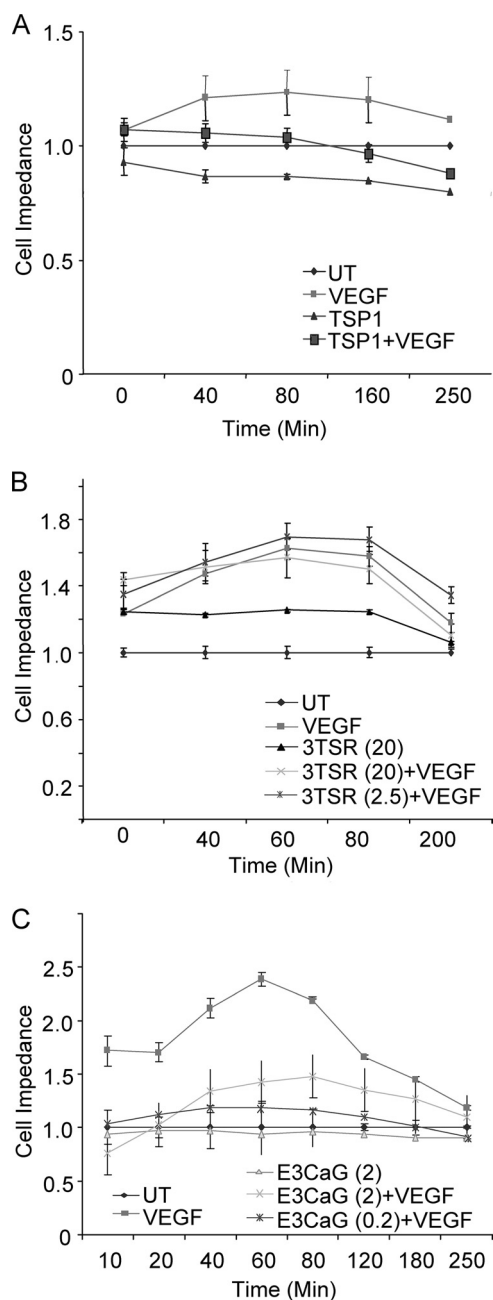 A
1.5
1.0
0.5
0
Cell Impedance
UT
VEGF
TSP1
TSP1+VEGF
0 40 80 160 250
Time (Min)
B
1.8
1.4
1.0
0.6
0.2
Cell Impedance
UT
VEGF
3TSR (20)
3TSR (20)+VEGF
3TSR (2.5)+VEGF
0 40 60 80 200
Time (Min)
C
2.5
2.0
1.5
1.0
0.5
0
Cell Impedance
UT
VEGF
E3CaG (2)
E3CaG (2)+VEGF
E3CaG (0.2)+VEGF
10 20 40 60 80 120 180 250
Time (Min)